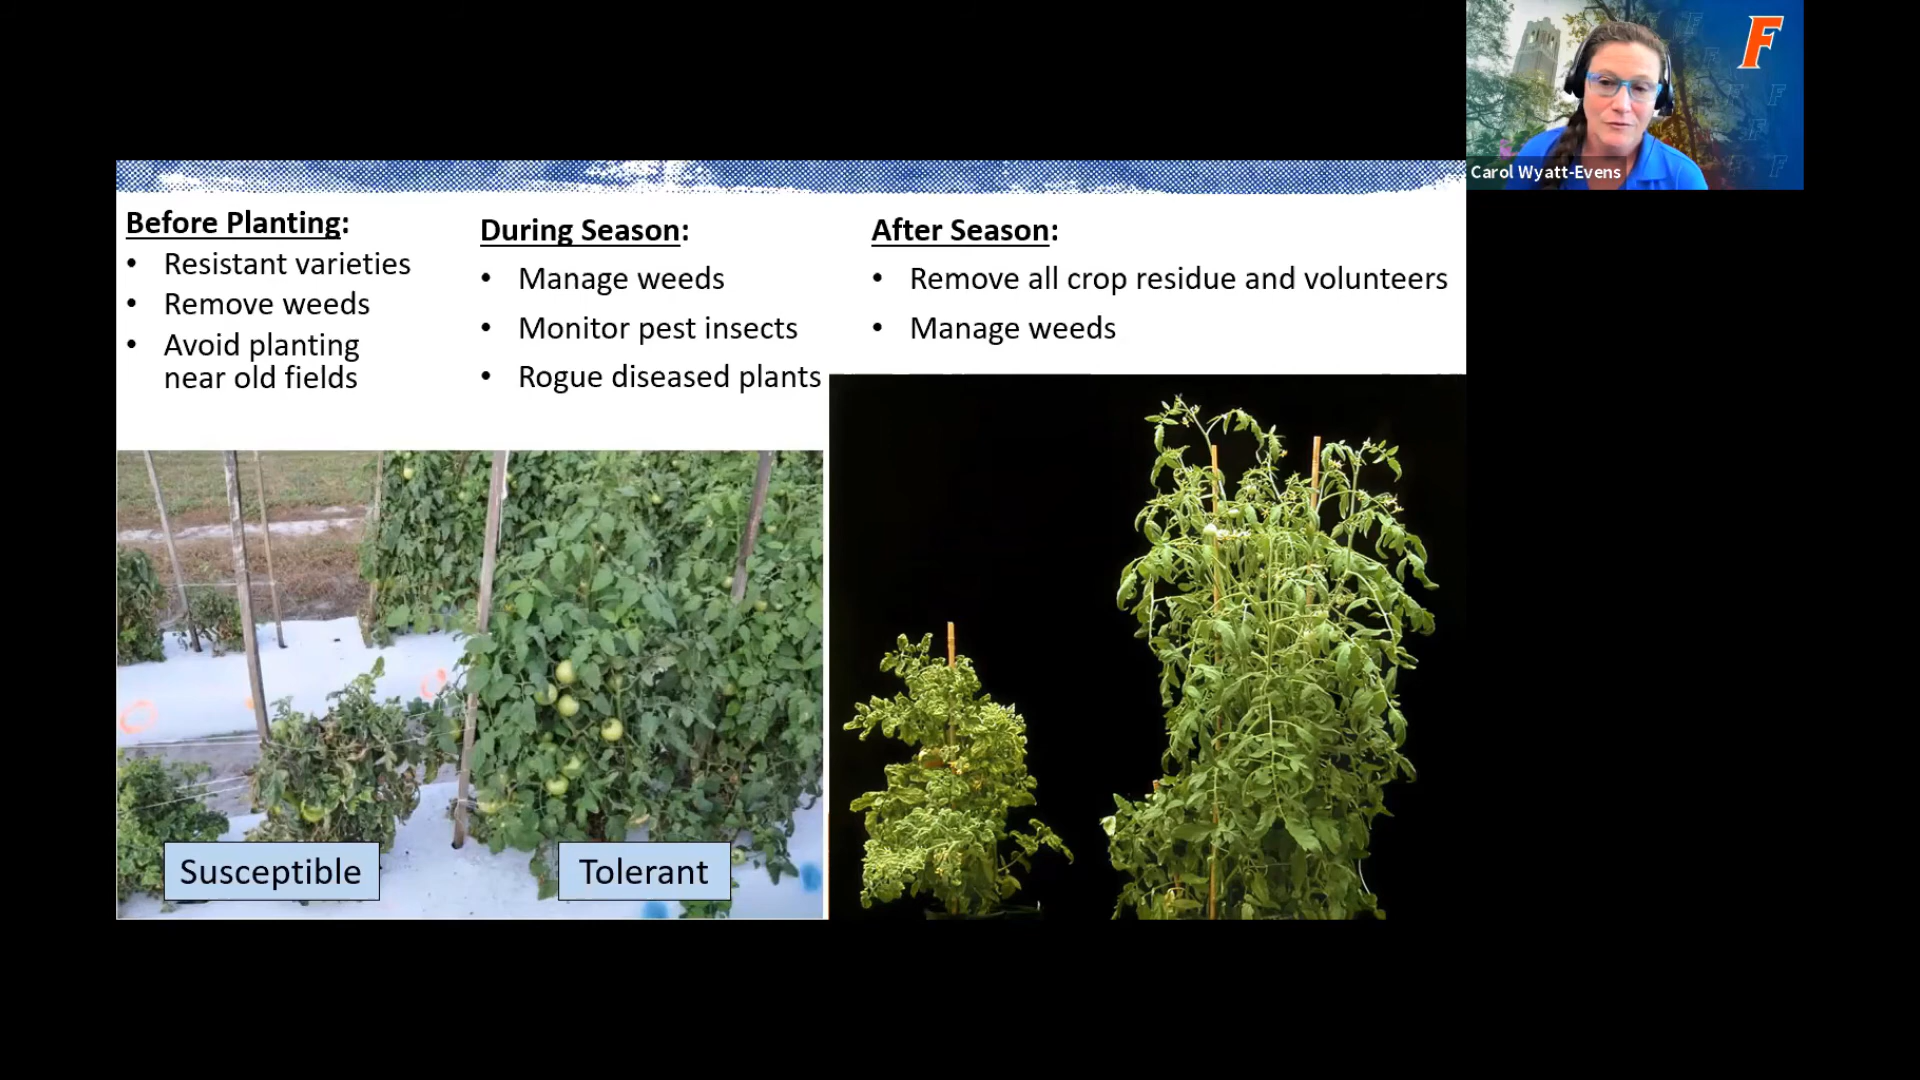 Before Planting:
• Resistant varieties
• Remove weeds
• Avoid planting
near old fields
During Season:
• Manage weeds
• Monitor pest insects
• Rogue diseased plants
After Season:
• Remove all crop residue and volunteers
• Manage weeds
Susceptible
Tolerant
F
Carol Wyatt-Evens